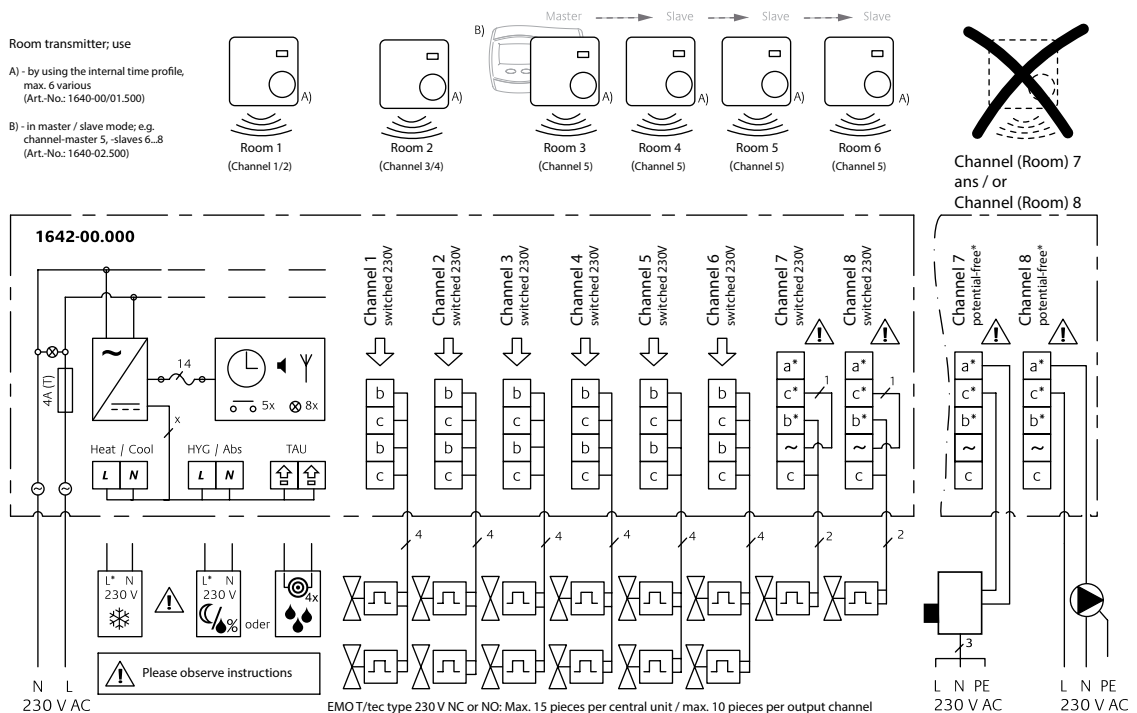 Room transmitter; use
A) - by using the internal time profile,
max. 6 various
(Art.-No.: 1640-00/01.500)
B) - in master / slave mode; e.g.
channel-master 5, -slaves 6...8
(Art.-No.: 1640-02.500)
Master Slave Slave Slave
B)
A) A) A) A) A) A)
Room 1 Room 2 Room 3 Room 4 Room 5 Room 6
(Channel 1/2) (Channel 3/4) (Channel 5) (Channel 5) (Channel 5) (Channel 5)
Channel (Room) 7
ans / or
Channel (Room) 8
1642-00.000
Channel 1
switched 230V
Channel 2
switched 230V
Channel 3
switched 230V
Channel 4
switched 230V
Channel 5
switched 230V
Channel 6
switched 230V
Channel 7
switched 230V
Channel 8
switched 230V
Channel 7
potential-free*
Channel 8
potential-free*
4A (T)
~
14
5x 8x
x
Heat / Cool HYG / Abs TAU
L N L N
~ ~
b b b b b b
c c c c c c
b b b b b b
c c c c c c
a* a* a* a*
c* 1 c* 1 c* c*
b* b* b* b*
~ ~ ~ ~
c c c c
4 4 4 4 4 4 2 2
L* N
230 V
L* N
230 V
%
oder
4x
Please observe instructions
3
N L
230 V AC
L N PE
230 V AC
L N PE
230 V AC
EMO T/tec type 230 V NC or NO: Max. 15 pieces per central unit / max. 10 pieces per output channel